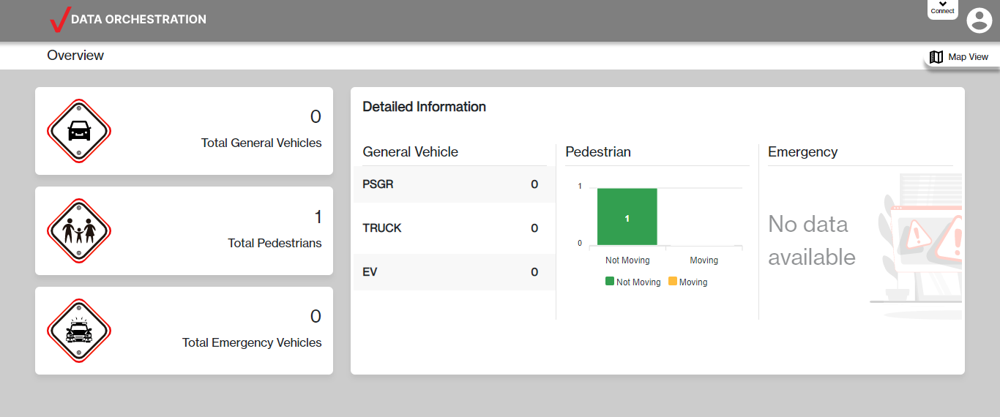 DATA ORCHESTRATION
Connect
Overview
Map View
0
Total General Vehicles
1
Total Pedestrians
0
Total Emergency Vehicles
Detailed Information
General Vehicle
PSGR 0
TRUCK 0
EV 0
Pedestrian
1
1
0
Not Moving Moving
Not Moving Moving
Emergency
No data
available